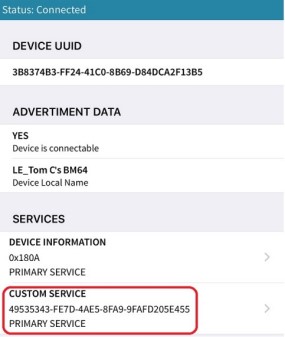 Status: Connected
DEVICE UUID
3B8374B3-FF24-41C0-8B69-D84DCA2F13B5
ADVERTIMENT DATA
YES
Device is connectable
LE_Tom C's BM64
Device Local Name
SERVICES
DEVICE INFORMATION
0x180A
PRIMARY SERVICE
CUSTOM SERVICE
49535343-FE7D-4AE5-8FA9-9FAFD205E455
PRIMARY SERVICE